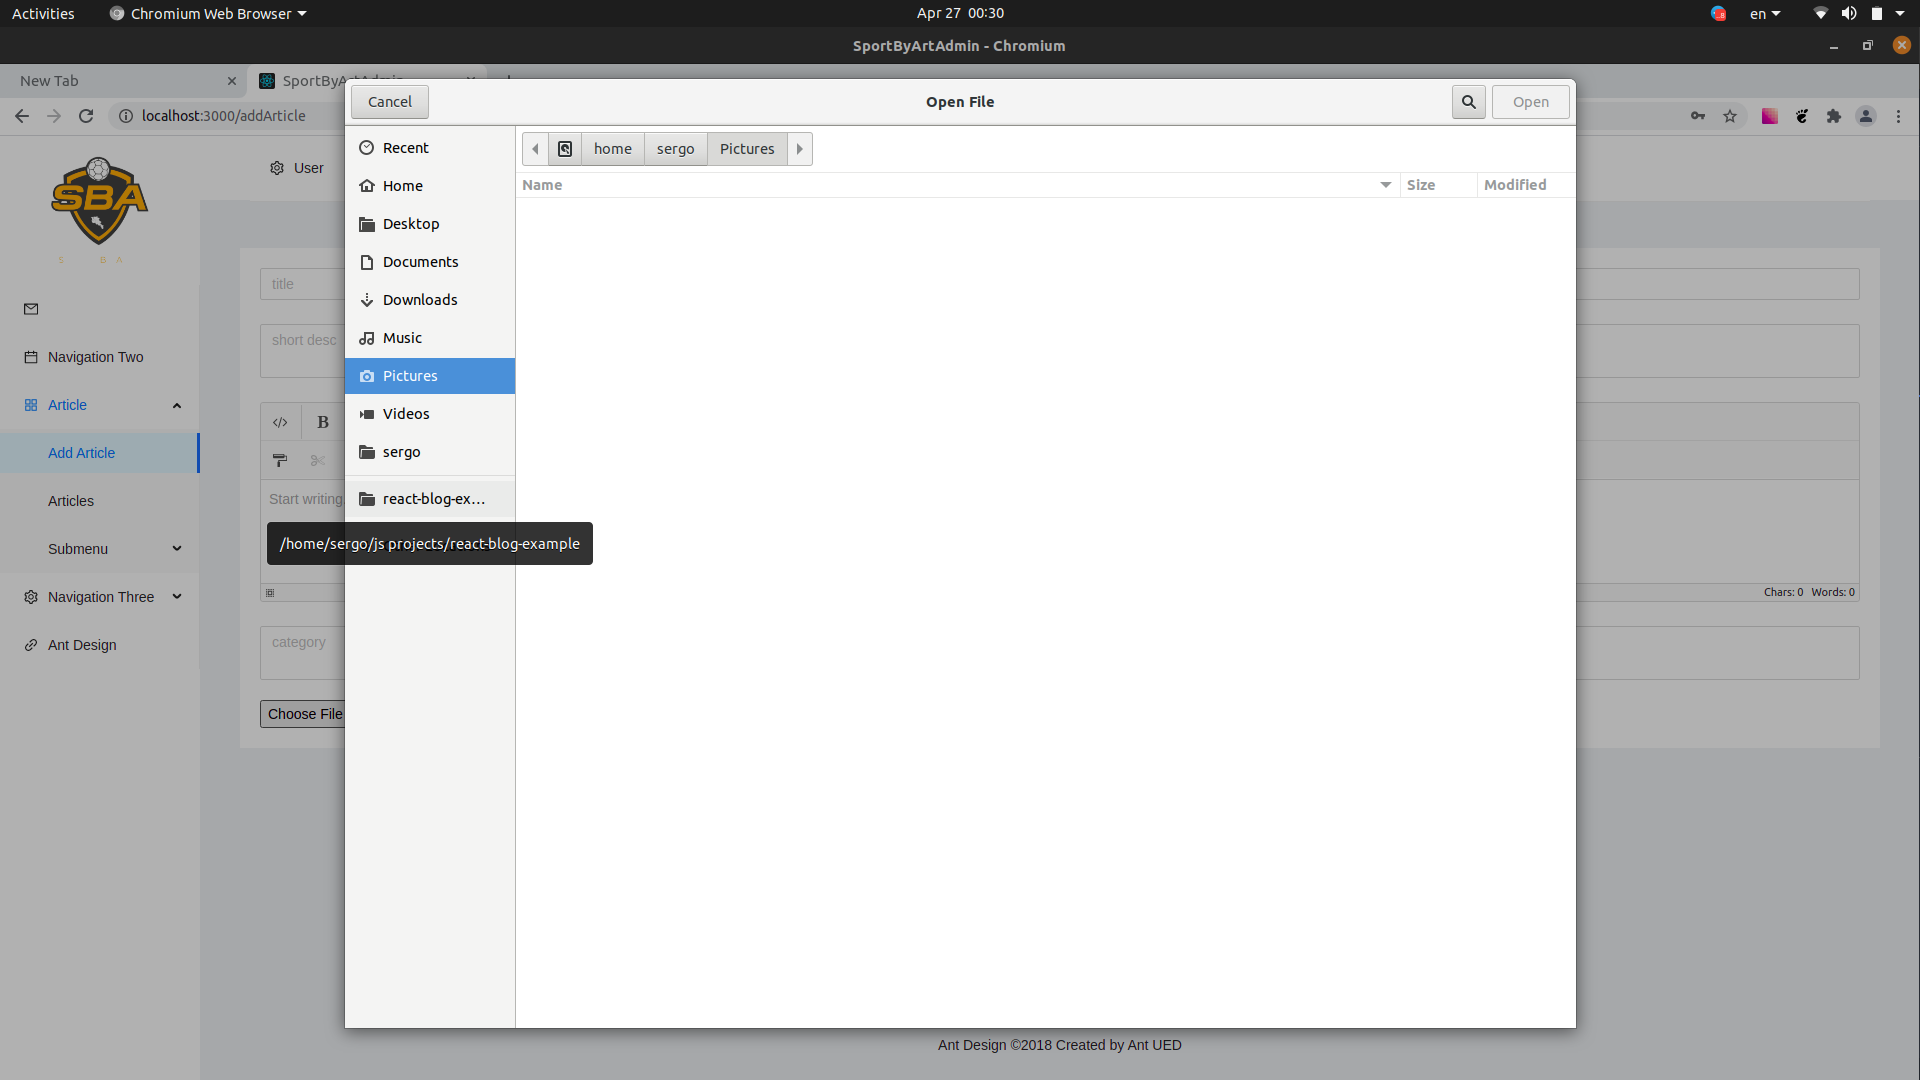 Activities Chromium Web Browser Apr 27 00:30 en
SportByArtAdmin - Chromium
New Tab SportByArtAdmin
localhost:3000/addArticle
Cancel Open File Open
SBA
S B A
User
Navigation Two
Article
Add Article
Articles
Submenu
Navigation Three
Ant Design
Recent
Home
Desktop
Documents
Downloads
Music
Pictures
Videos
sergo
react-blog-ex…
/home/sergo/js projects/react-blog-example
home sergo Pictures
Name Size Modified
title
short desc
B
Start writing
Chars: 0 Words: 0
category
Choose File
Ant Design ©2018 Created by Ant UED